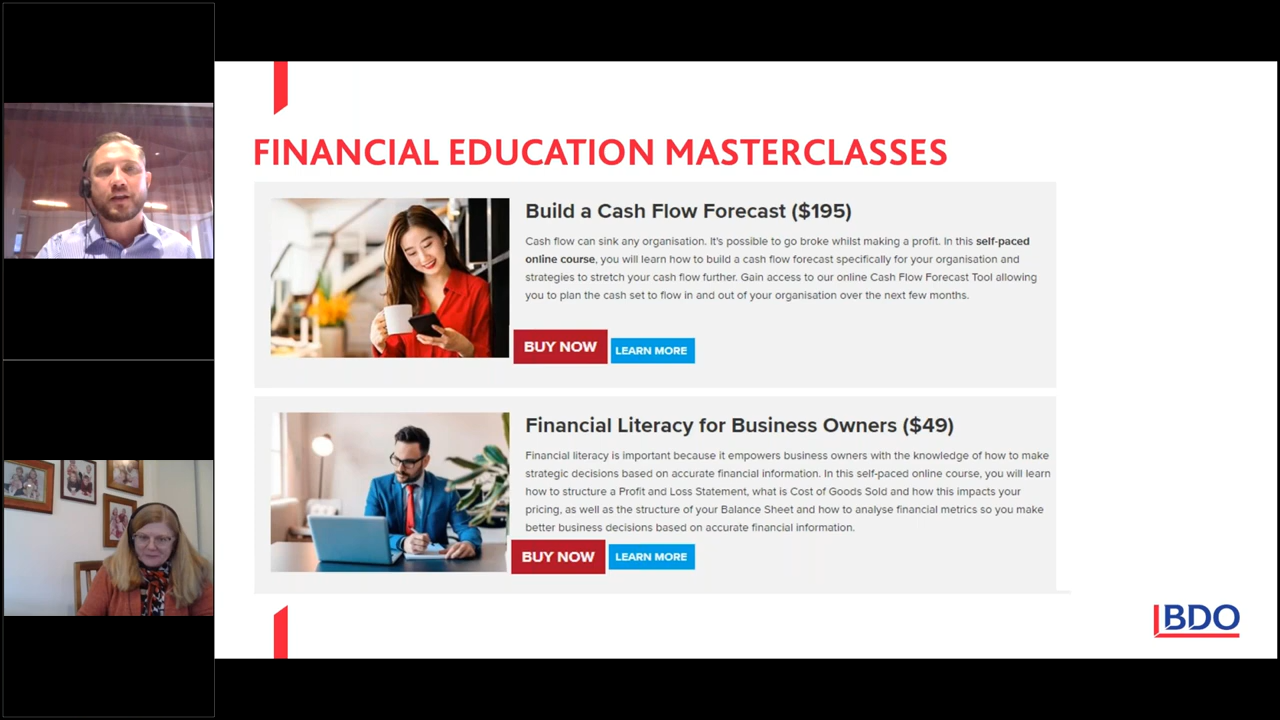 FINANCIAL EDUCATION MASTERCLASSES
Build a Cash Flow Forecast ($195)
Cash flow can sink any organisation. It's possible to go broke whilst making a profit. In this self-paced
online course, you will learn how to build a cash flow forecast specifically for your organisation and
strategies to stretch your cash flow further. Gain access to our online Cash Flow Forecast Tool allowing
you to plan the cash set to flow in and out of your organisation over the next few months.
BUY NOW LEARN MORE
Financial Literacy for Business Owners ($49)
Financial literacy is important because it empowers business owners with the knowledge of how to make
strategic decisions based on accurate financial information. In this self-paced online course, you will learn
how to structure a Profit and Loss Statement, what is Cost of Goods Sold and how this impacts your
pricing, as well as the structure of your Balance Sheet and how to analyse financial metrics so you make
better business decisions based on accurate financial information.
BUY NOW LEARN MORE
BDO